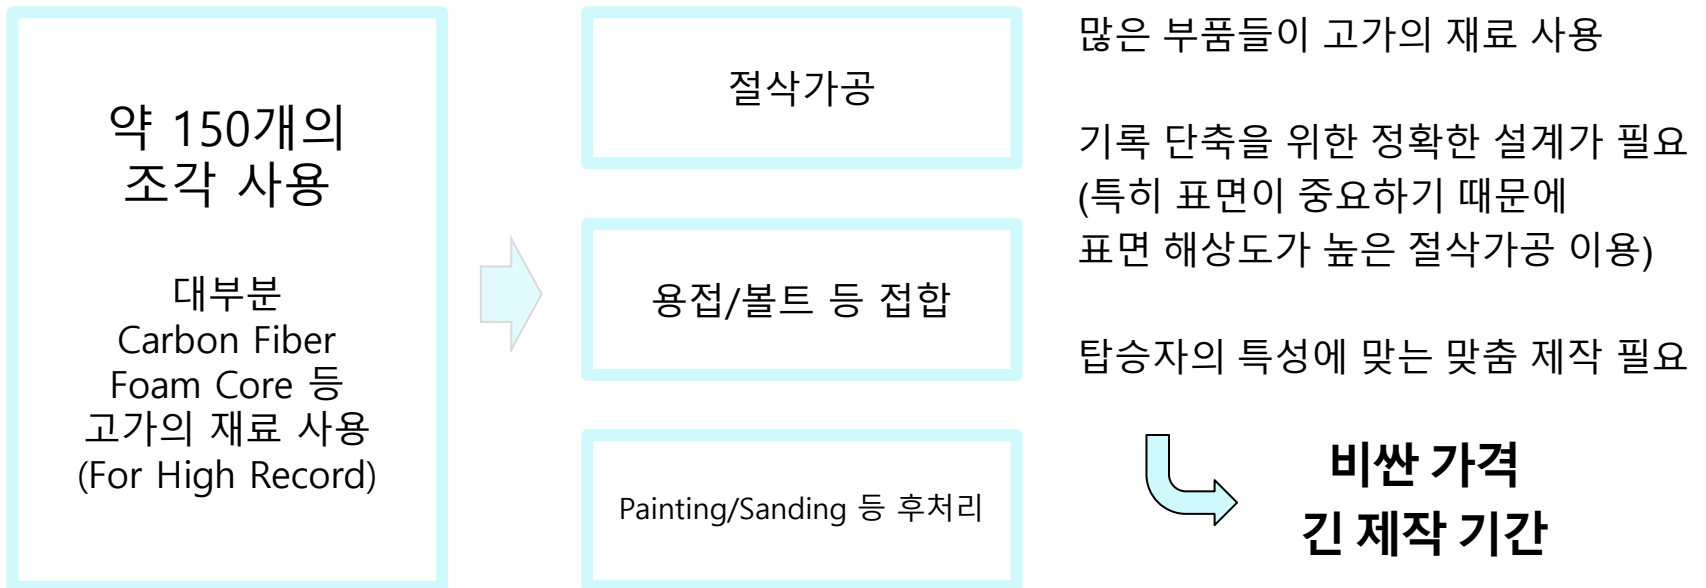 약 150개의
조각 사용
대부분
Carbon Fiber
Foam Core 등
고가의 재료 사용
(For High Record)
절삭가공
용접/볼트 등 접합
Painting/Sanding 등 후처리
많은 부품들이 고가의 재료 사용
기록 단축을 위한 정확한 설계가 필요
(특히 표면이 중요하기 때문에
표면 해상도가 높은 절삭가공 이용)
탑승자의 특성에 맞는 맞춤 제작 필요
비싼 가격
긴 제작 기간